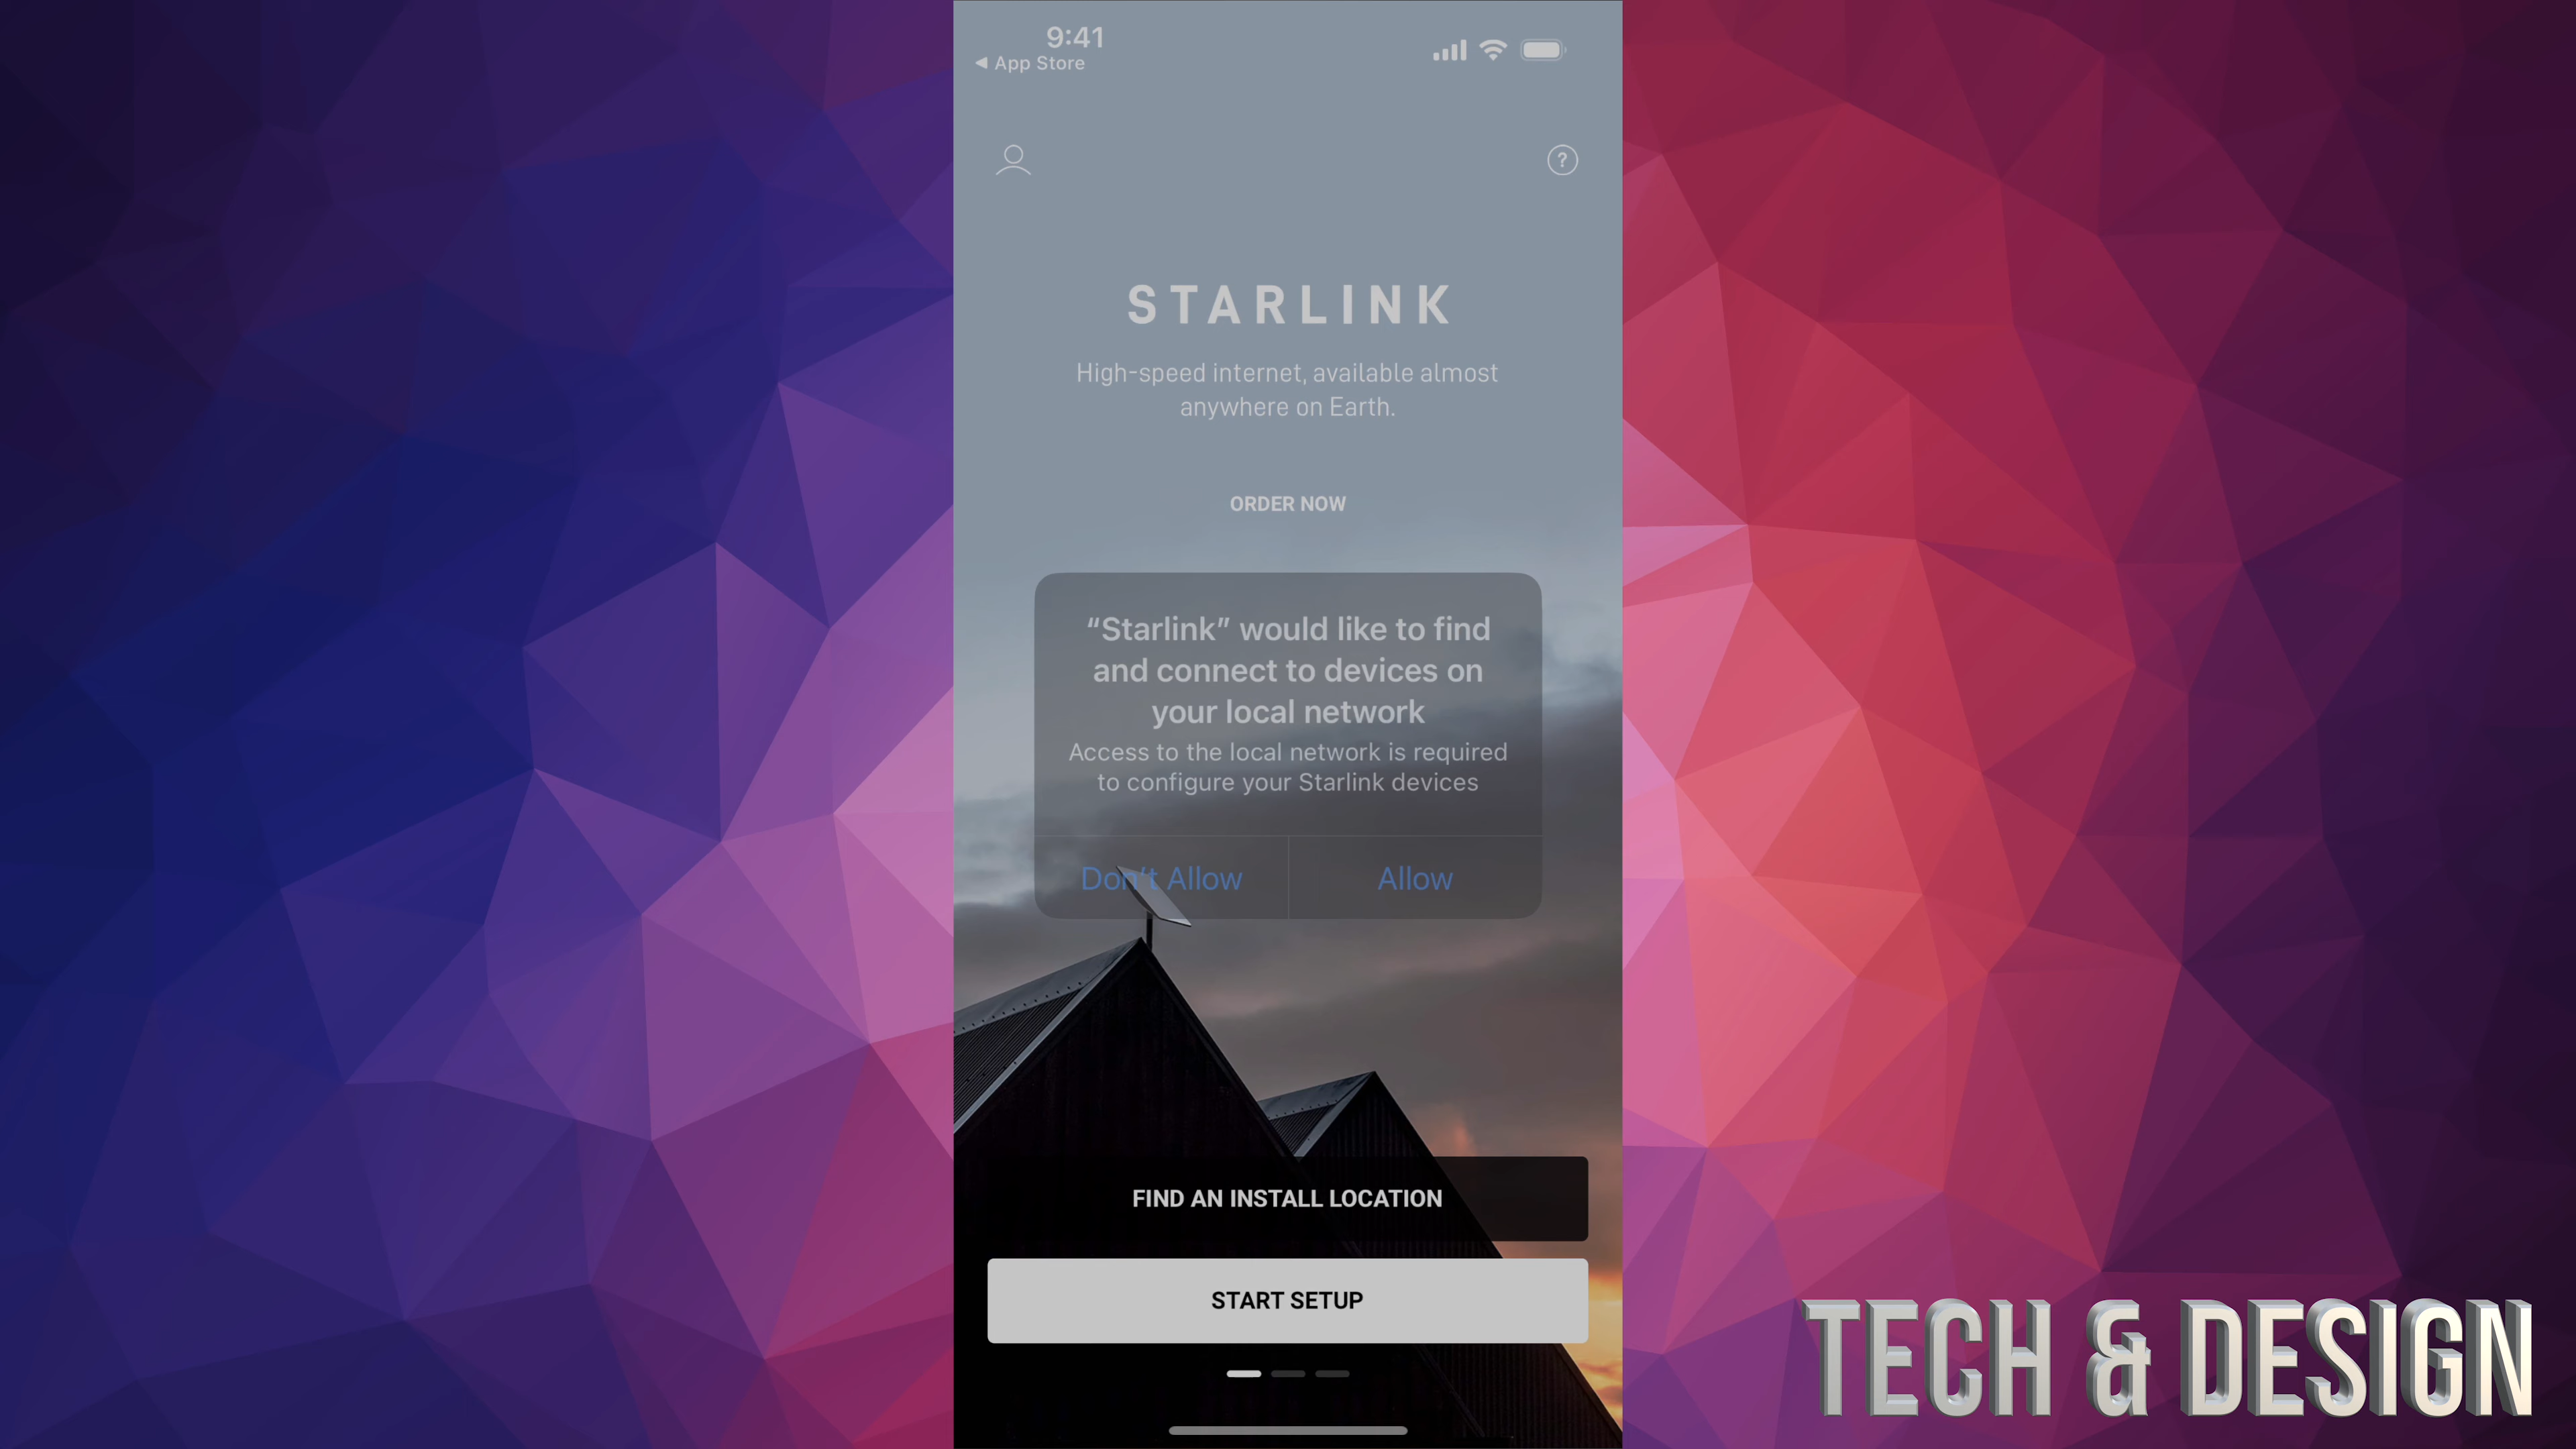 9:41
◀ App Store
STARLINK
High-speed internet, available almost
anywhere on Earth.
ORDER NOW
“Starlink” would like to find
and connect to devices on
your local network
Access to the local network is required
to configure your Starlink devices
Don’t Allow
Allow
FIND AN INSTALL LOCATION
START SETUP
TECH & DESIGN